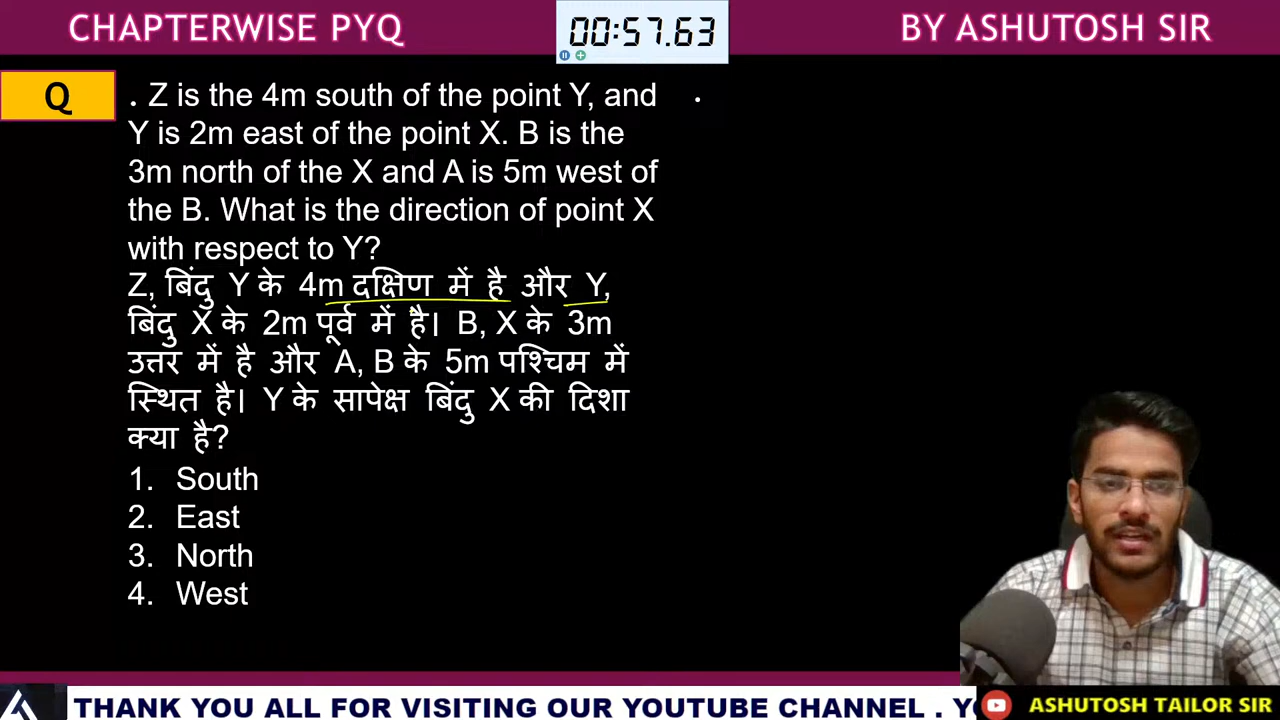 CHAPTERWISE PYQ
00:57.63
BY ASHUTOSH SIR
Q
. Z is the 4m south of the point Y, and
Y is 2m east of the point X. B is the
3m north of the X and A is 5m west of
the B. What is the direction of point X
with respect to Y?
Z, बिंदु Y के 4m दक्षिण में है और Y,
बिंदु X के 2m पूर्व में है। B, X के 3m
उत्तर में है और A, B के 5m पश्चिम में
स्थित है। Y के सापेक्ष बिंदु X की दिशा
क्या है?
1. South
2. East
3. North
4. West
THANK YOU ALL FOR VISITING OUR YOUTUBE CHANNEL . Y
ASHUTOSH TAILOR SIR